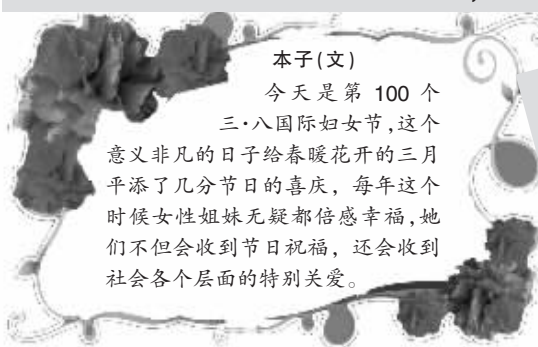 本子(文)
今天是第 100 个
三·八国际妇女节,这个
意义非凡的日子给春暖花开的三月
平添了几分节日的喜庆，每年这个
时候女性姐妹无疑都倍感幸福,她
们不但会收到节日祝福，还会收到
社会各个层面的特别关爱。